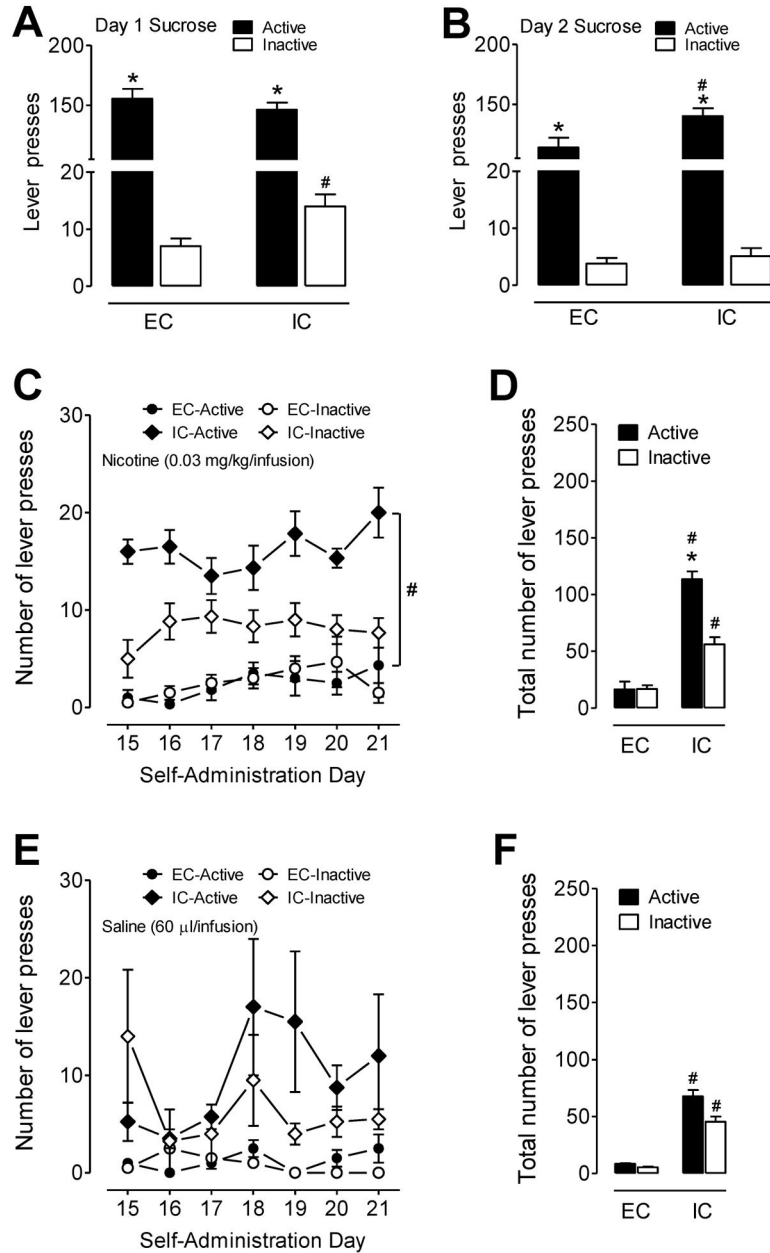 A
Day 1 Sucrose
Active
Inactive
Lever presses
200
150
100
20
10
0
*
*
#
EC
IC
B
Day 2 Sucrose
Active
Inactive
Lever presses
200
150
100
20
10
0
*
#
*
EC
IC
C
EC-Active
EC-Inactive
IC-Active
IC-Inactive
Nicotine (0.03 mg/kg/infusion)
Number of lever presses
30
20
10
0
#
15 16 17 18 19 20 21
Self-Administration Day
D
Active
Inactive
Total number of lever presses
250
200
150
100
50
0
#
*
#
EC
IC
E
EC-Active
EC-Inactive
IC-Active
IC-Inactive
Saline (60 μl/infusion)
Number of lever presses
30
20
10
0
15 16 17 18 19 20 21
Self-Administration Day
F
Active
Inactive
Total number of lever presses
250
200
150
100
50
0
#
#
EC
IC